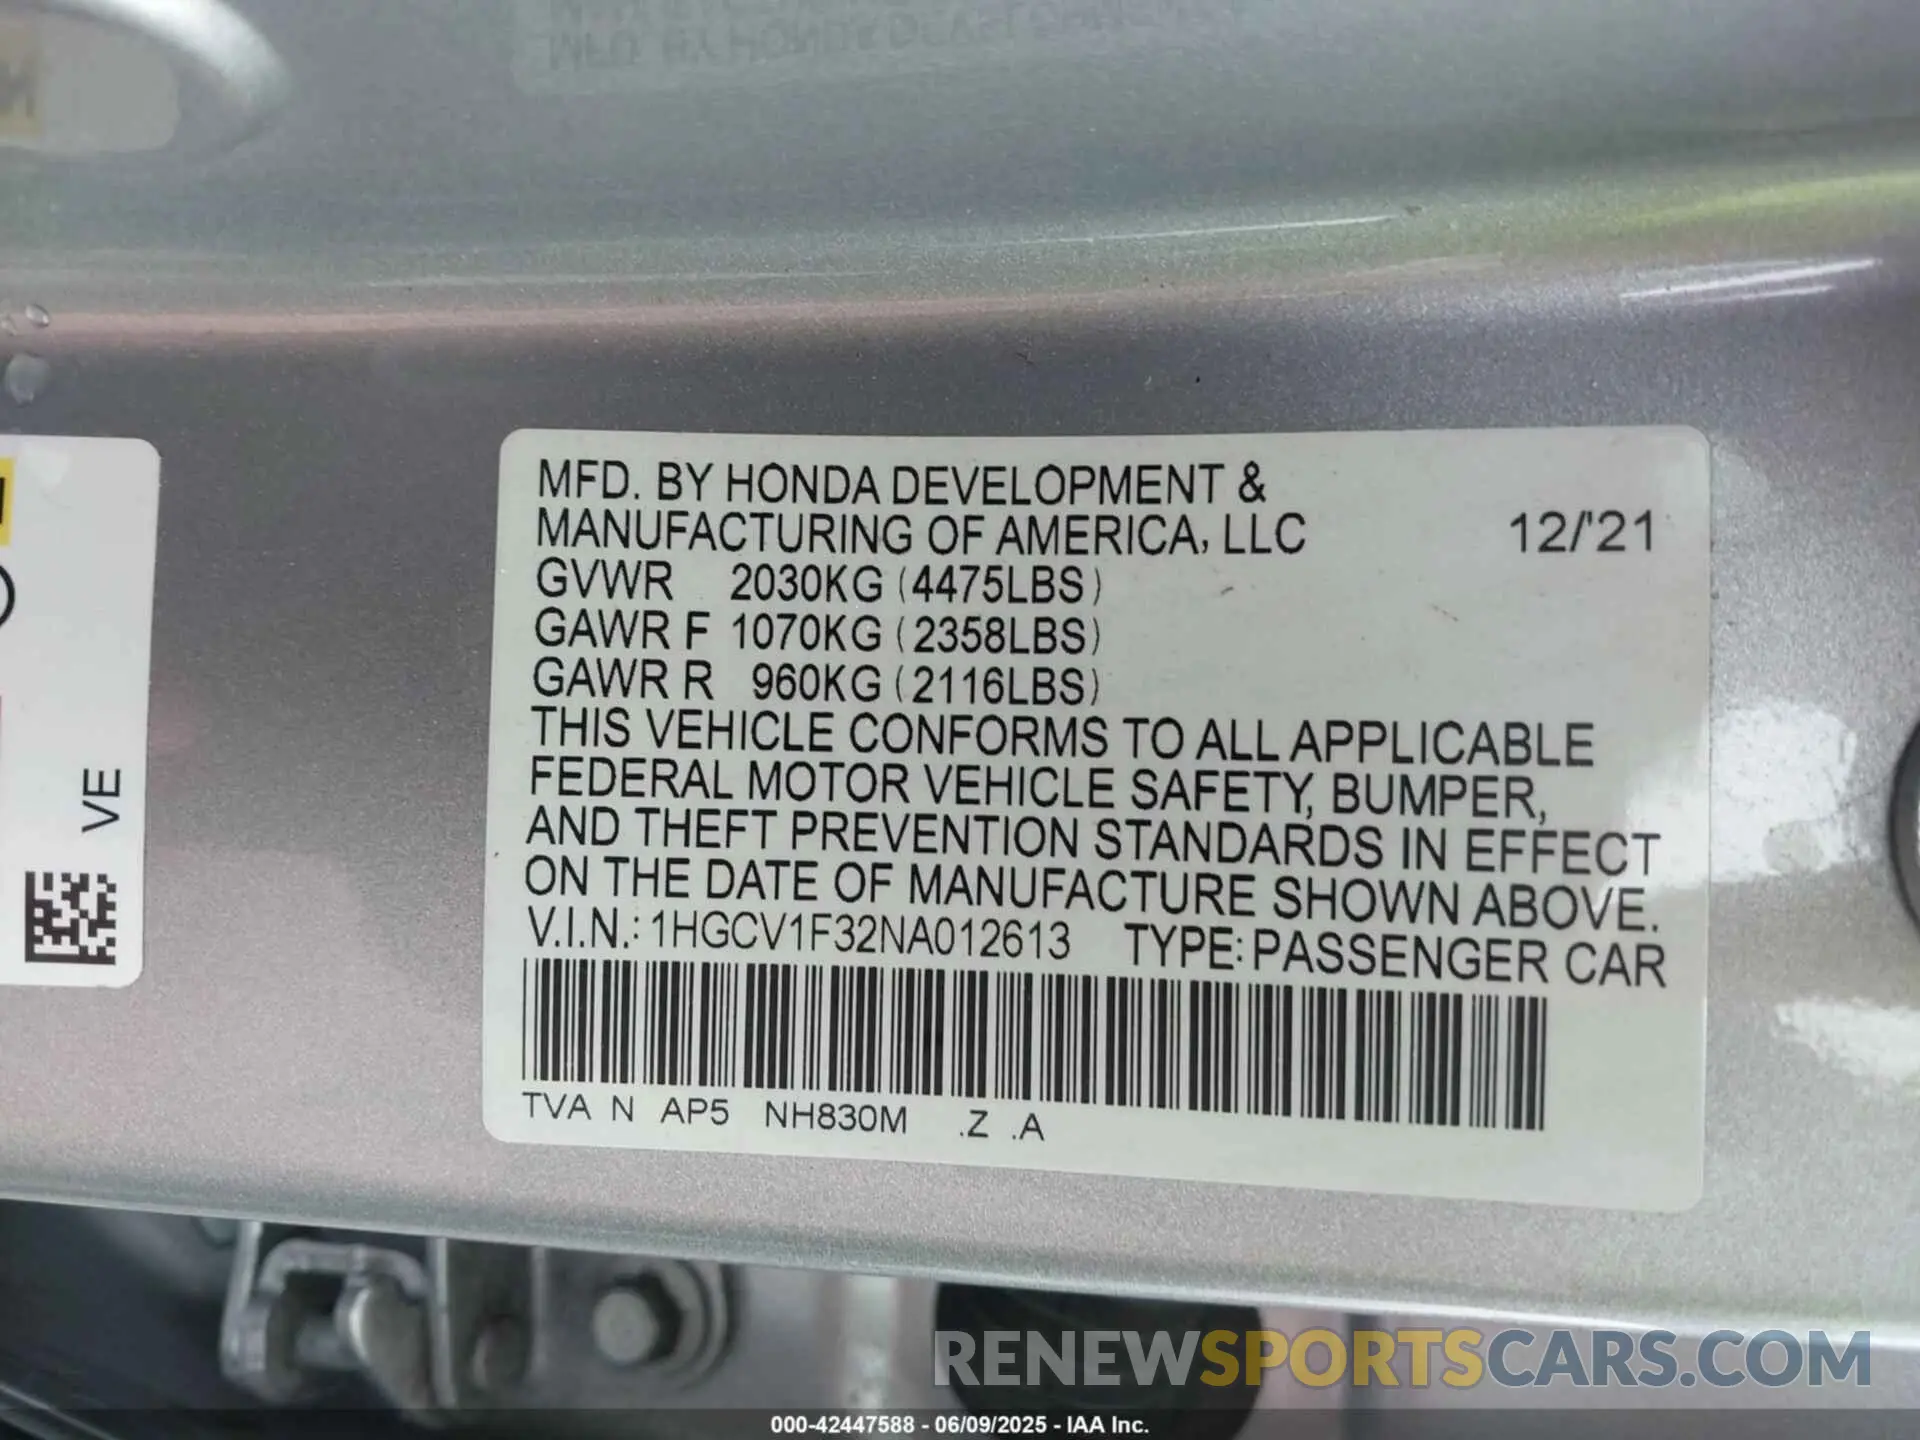 MFD. BY HONDA DEVELOPMENT &
MANUFACTURING OF AMERICA, LLC 12/'21
GVWR 2030KG (4475LBS)
GAWR F 1070KG (2358LBS)
GAWR R 960KG (2116LBS)
THIS VEHICLE CONFORMS TO ALL APPLICABLE
FEDERAL MOTOR VEHICLE SAFETY, BUMPER,
AND THEFT PREVENTION STANDARDS IN EFFECT
ON THE DATE OF MANUFACTURE SHOWN ABOVE.
V.I.N.: 1HGCV1F32NA012613 TYPE: PASSENGER CAR
TVA N AP5 NH830M .Z .A
VE
RENEWSPORTSCARS.COM
000-42447588 - 06/09/2025 - IAA Inc.